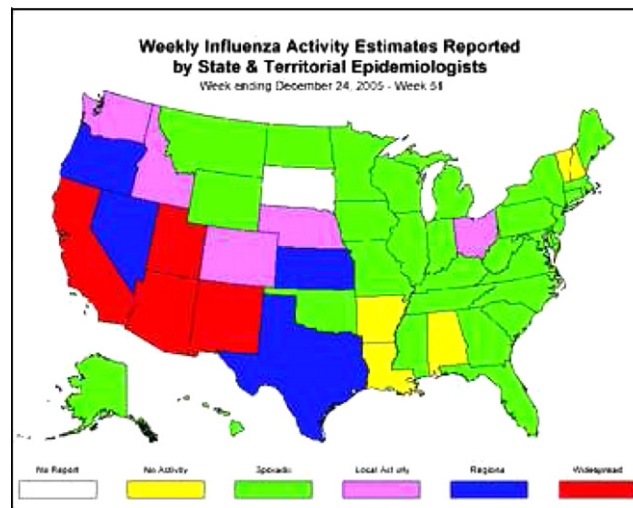 Weekly Influenza Activity Estimates Reported
by State & Territorial Epidemiologists
Week ending December 24, 2005 - Week 51
No Report No Activity Sporadic Local Activity Regional Widespread